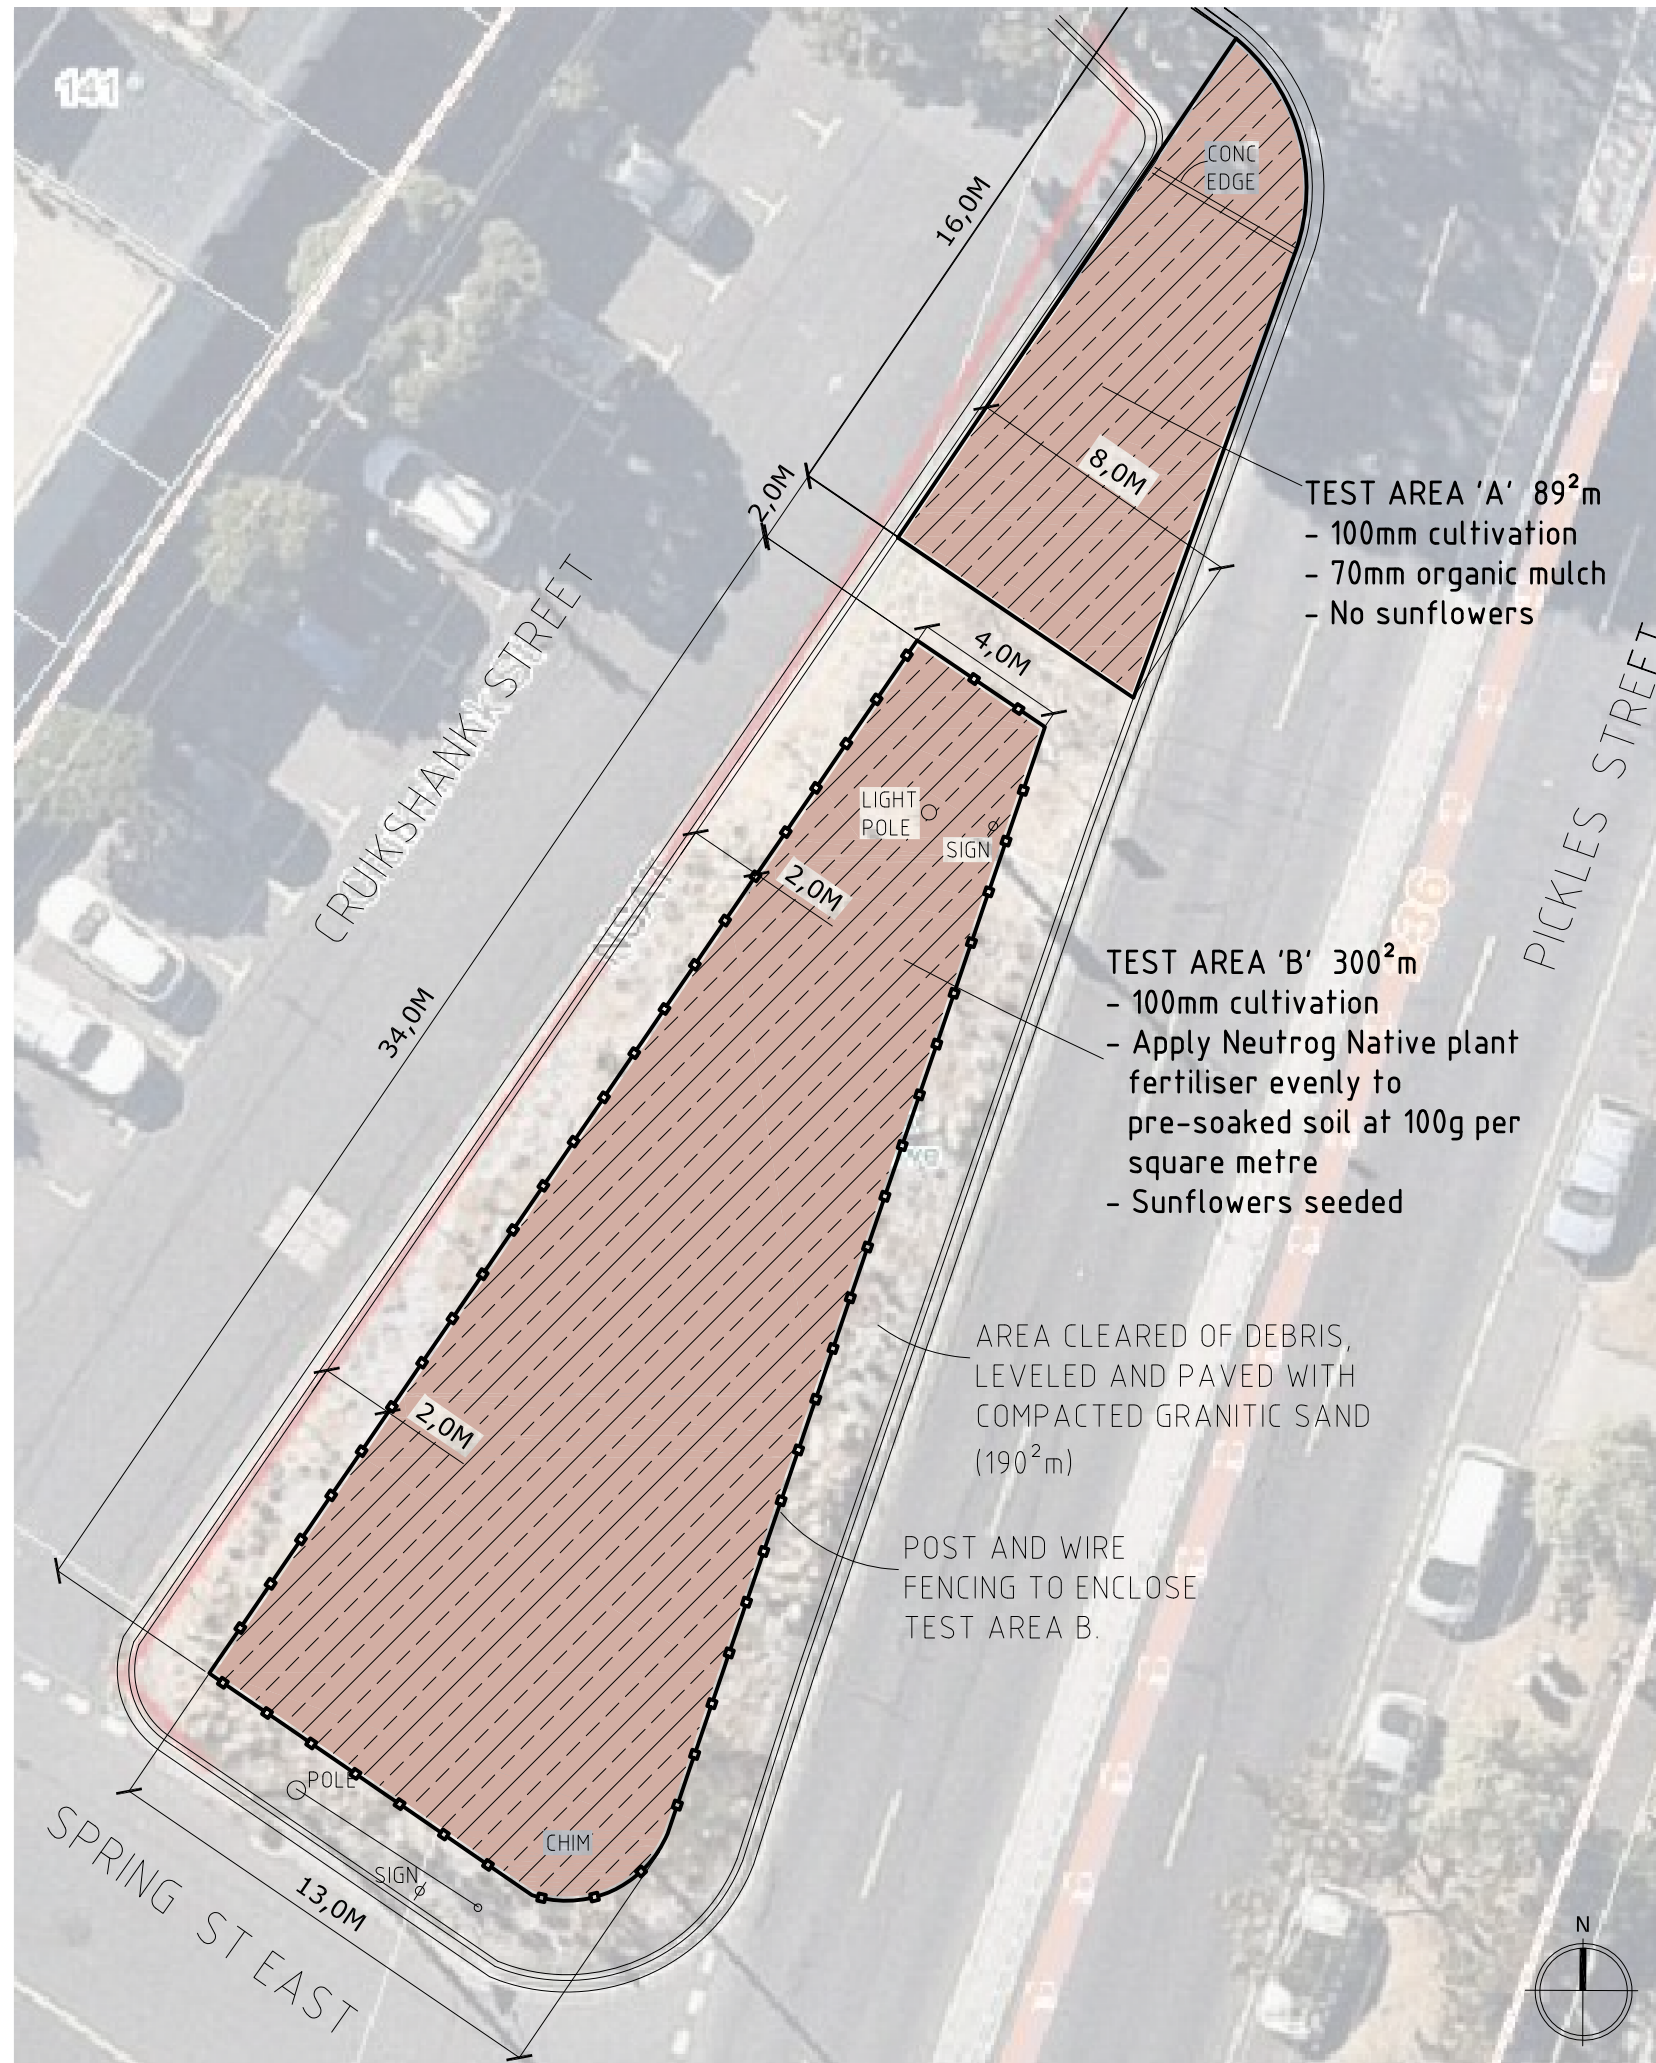 141
CONC
EDGE
16,0M
8,0M
2,0M
TEST AREA 'A' 89²m
- 100mm cultivation
- 70mm organic mulch
- No sunflowers
4,0M
CRUIKSHANK STREET
PICKLES STREET
LIGHT
POLE
SIGN
2,0M
336
34,0M
TEST AREA 'B' 300²m
- 100mm cultivation
- Apply Neutrog Native plant
fertiliser evenly to
pre-soaked soil at 100g per
square metre
- Sunflowers seeded
AREA CLEARED OF DEBRIS,
LEVELED AND PAVED WITH
COMPACTED GRANITIC SAND
(190²m)
2,0M
POST AND WIRE
FENCING TO ENCLOSE
TEST AREA B.
POLE
CHIM
SIGN
13,0M
SPRING ST EAST
N